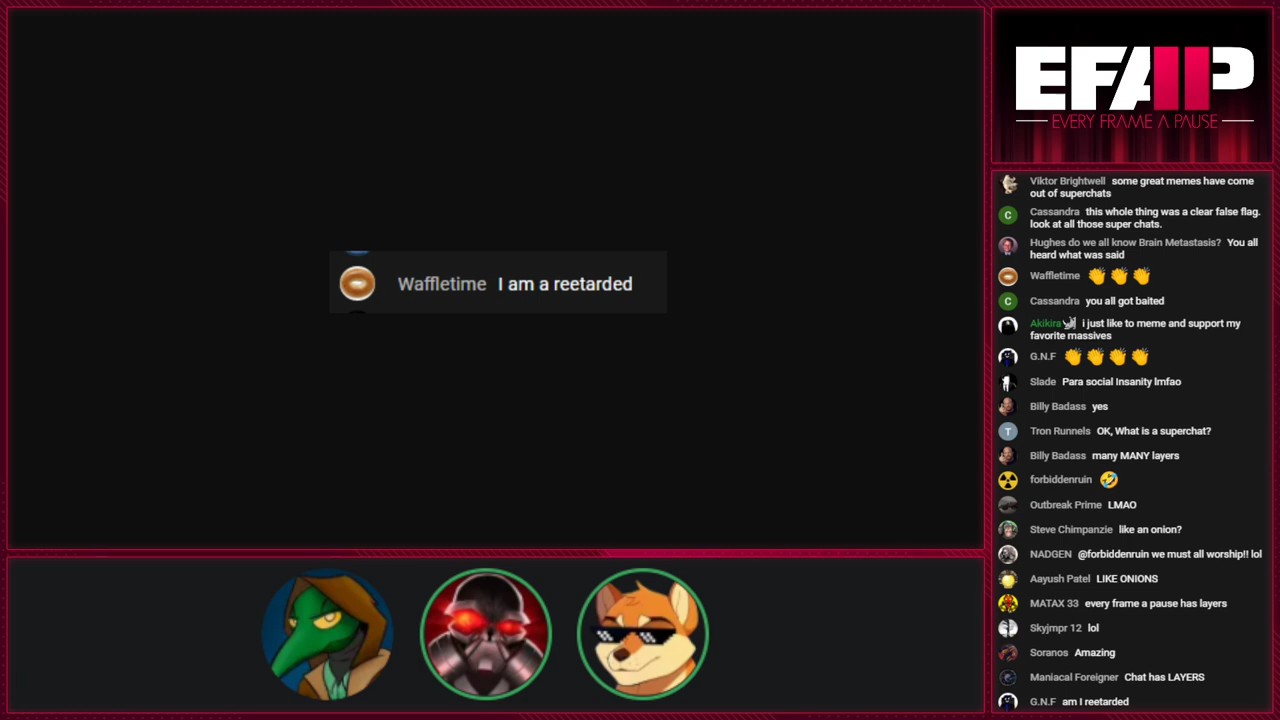 EFAP
EVERY FRAME A PAUSE
Waffletime I am a reetarded
Viktor Brightwell some great memes have come
out of superchats
C
Cassandra this whole thing was a clear false flag.
look at all those super chats.
Hughes do we all know Brain Metastasis? You all
heard what was said
Waffletime 👏 👏 👏
C
Cassandra you all got baited
Akikira i just like to meme and support my
favorite massives
G.N.F 👏 👏 👏 👏
Slade Para social Insanity lmfao
Billy Badass yes
T
Tron Runnels OK, What is a superchat?
Billy Badass many MANY layers
forbiddenruin 🤣
Outbreak Prime LMAO
Steve Chimpanzie like an onion?
NADGEN @forbiddenruin we must all worship!! lol
Aayush Patel LIKE ONIONS
MATAX 33 every frame a pause has layers
Skyjmpr 12 lol
Soranos Amazing
Maniacal Foreigner Chat has LAYERS
G.N.F am I reetarded